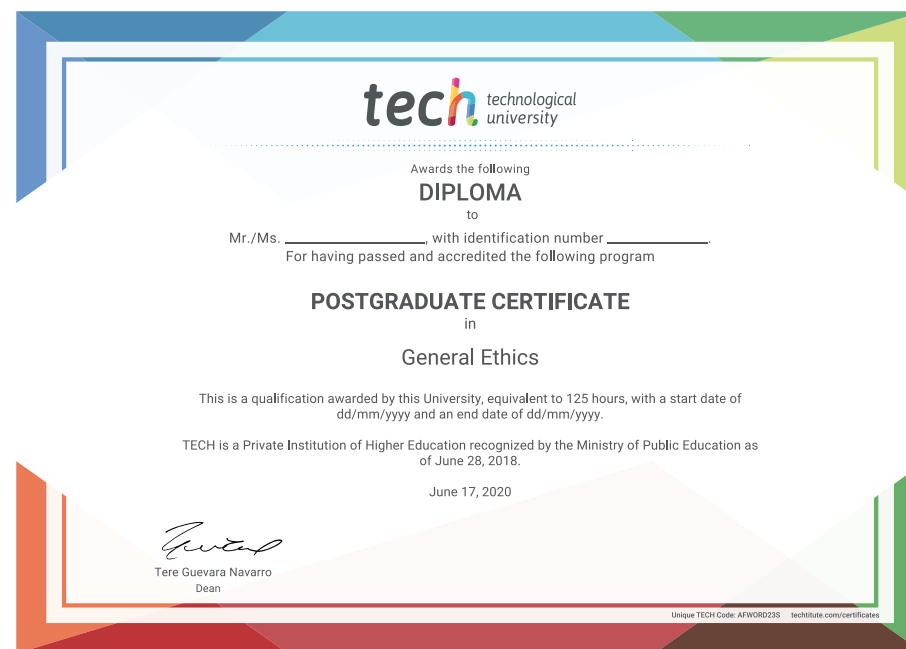 tech technological
university
Awards the following
DIPLOMA
to
Mr./Ms. ____________________, with identification number ______________.
For having passed and accredited the following program
POSTGRADUATE CERTIFICATE
in
General Ethics
This is a qualification awarded by this University, equivalent to 125 hours, with a start date of
dd/mm/yyyy and an end date of dd/mm/yyyy.
TECH is a Private Institution of Higher Education recognized by the Ministry of Public Education as
of June 28, 2018.
June 17, 2020
Tere Guevara Navarro
Dean
Unique TECH Code: AFWORD23S techtitute.com/certificates